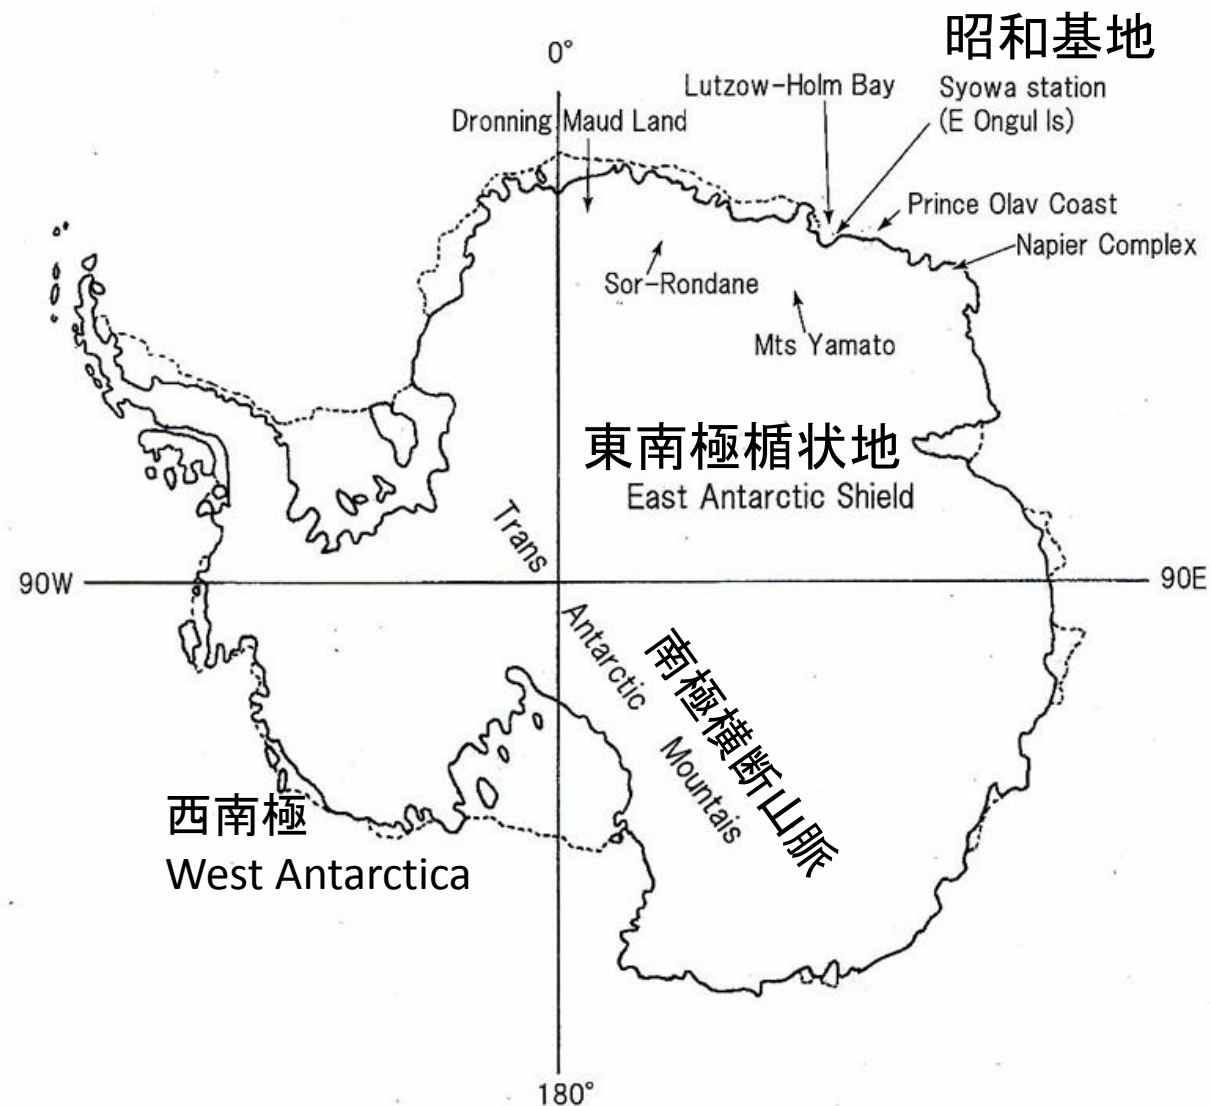 昭和基地
0°
Lutzow-Holm Bay
Syowa station
(E Ongul Is)
Dronning Maud Land
Prince Olav Coast
Napier Complex
Sor-Rondane
Mts Yamato
東南極楯状地
East Antarctic Shield
Trans
90W
90E
Antarctic
南極横断山脈
Mountais
西南極
West Antarctica
180°